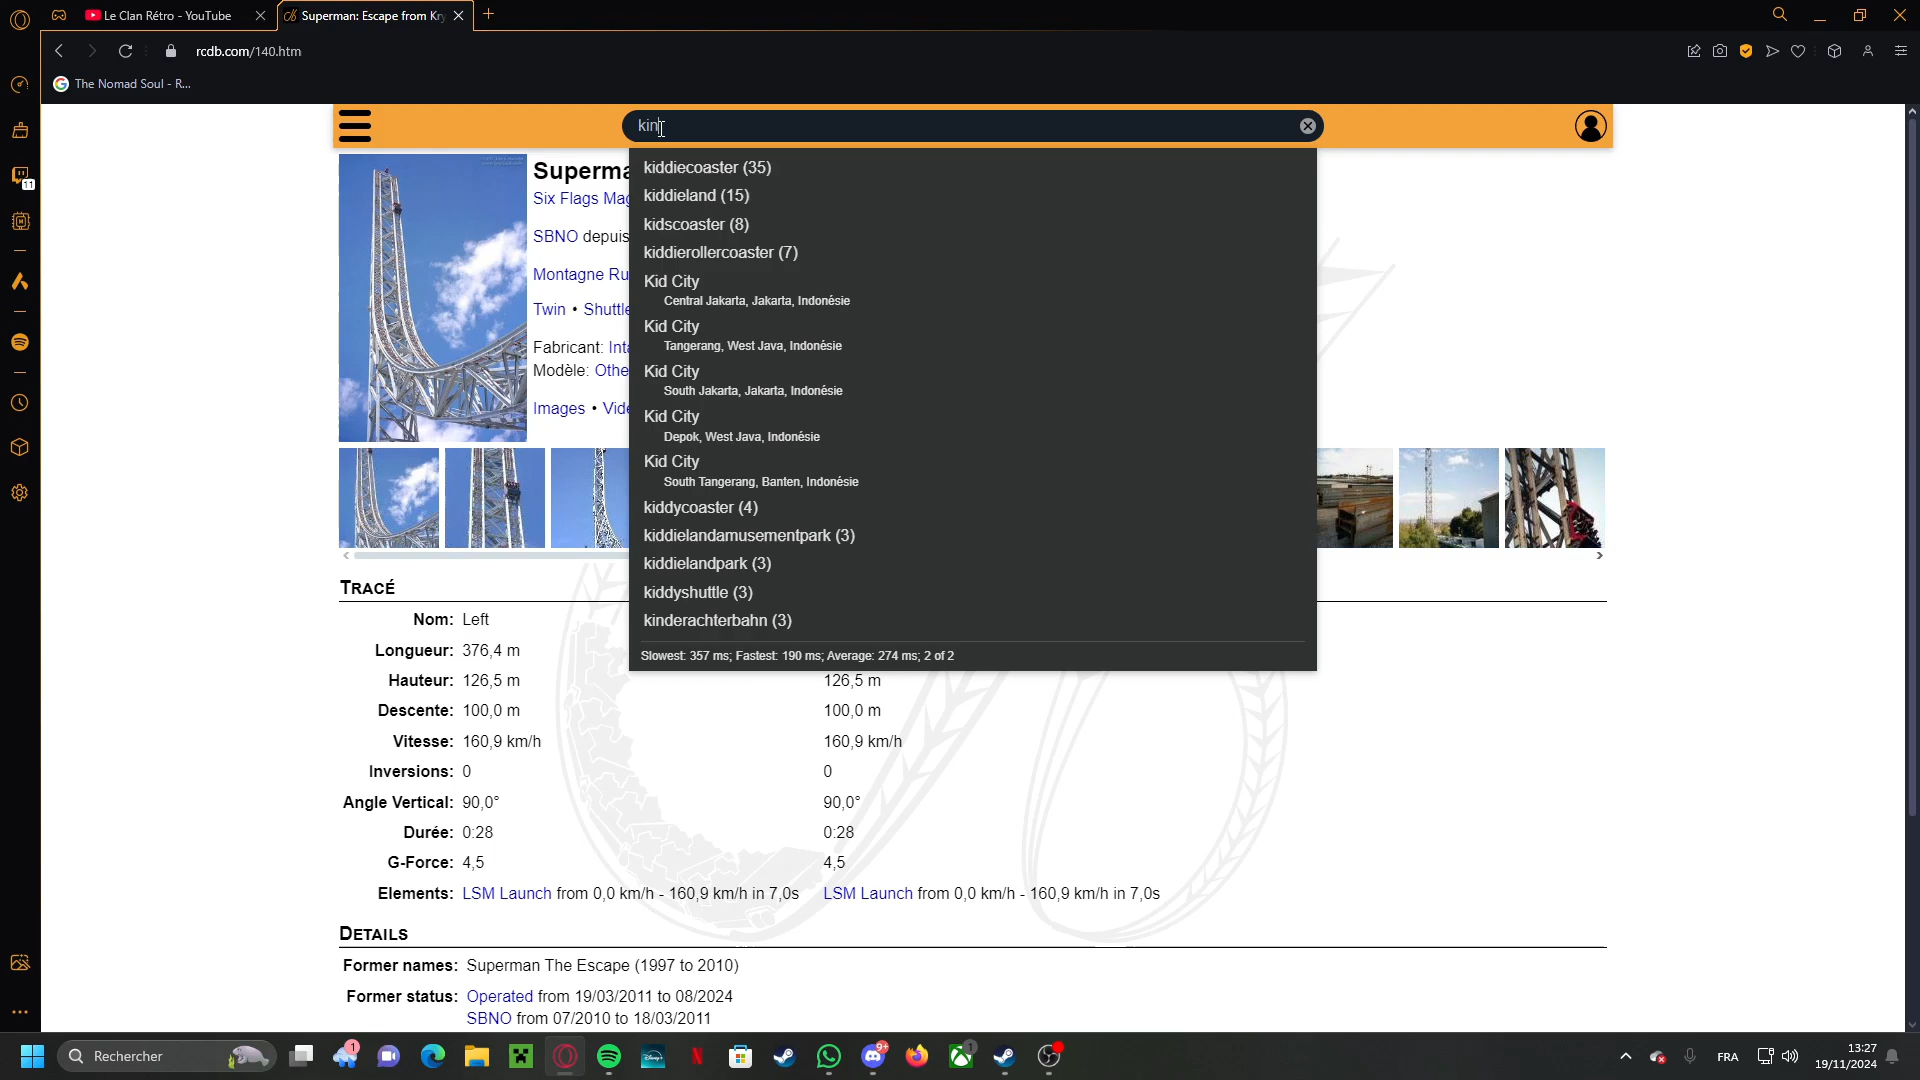 Le Clan Rétro - YouTube
Superman: Escape from Kry
rcdb.com/140.htm
The Nomad Soul - R...
11
kin
kiddiecoaster (35)
kiddieland (15)
kidscoaster (8)
kiddierollercoaster (7)
Kid City
Central Jakarta, Jakarta, Indonésie
Kid City
Tangerang, West Java, Indonésie
Kid City
South Jakarta, Jakarta, Indonésie
Kid City
Depok, West Java, Indonésie
Kid City
South Tangerang, Banten, Indonésie
kiddycoaster (4)
kiddielandamusementpark (3)
kiddielandpark (3)
kiddyshuttle (3)
kinderachterbahn (3)
Slowest: 357 ms; Fastest: 190 ms; Average: 274 ms; 2 of 2
Superma
Six Flags Mag
SBNO depuis
Montagne Ru
Twin • Shuttle
Fabricant: Inta
Modèle: Othe
Images • Vide
TRACÉ
Nom: Left
Longueur: 376,4 m
Hauteur: 126,5 m 126,5 m
Descente: 100,0 m 100,0 m
Vitesse: 160,9 km/h 160,9 km/h
Inversions: 0 0
Angle Vertical: 90,0° 90,0°
Durée: 0:28 0:28
G-Force: 4,5 4,5
Elements: LSM Launch from 0,0 km/h - 160,9 km/h in 7,0s LSM Launch from 0,0 km/h - 160,9 km/h in 7,0s
DETAILS
Former names: Superman The Escape (1997 to 2010)
Former status: Operated from 19/03/2011 to 08/2024
SBNO from 07/2010 to 18/03/2011
Rechercher
1
9+
1
FRA
13:27
19/11/2024